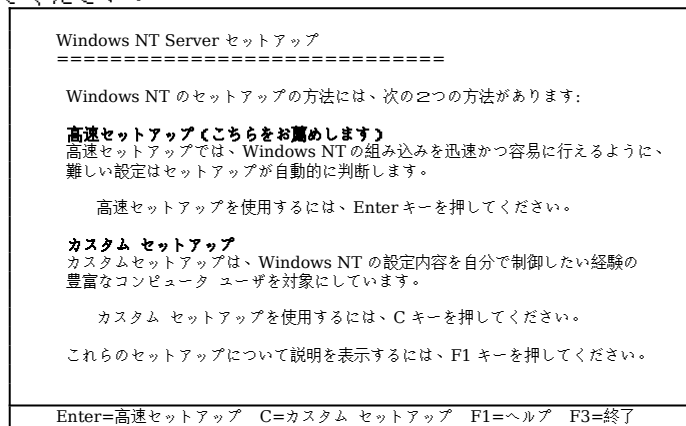 Windows NT Server セットアップ
=============================
Windows NT のセットアップの方法には、次の2つの方法があります:
高速セットアップ(こちらをお薦めします)
高速セットアップでは、Windows NTの組み込みを迅速かつ容易に行えるように、
難しい設定はセットアップが自動的に判断します。
高速セットアップを使用するには、Enterキーを押してください。
カスタム セットアップ
カスタムセットアップは、Windows NT の設定内容を自分で制御したい経験の
豊富なコンピュータ ユーザを対象にしています。
カスタム セットアップを使用するには、C キーを押してください。
これらのセットアップについて説明を表示するには、F1 キーを押してください。
Enter=高速セットアップ C=カスタム セットアップ F1=ヘルプ F3=終了